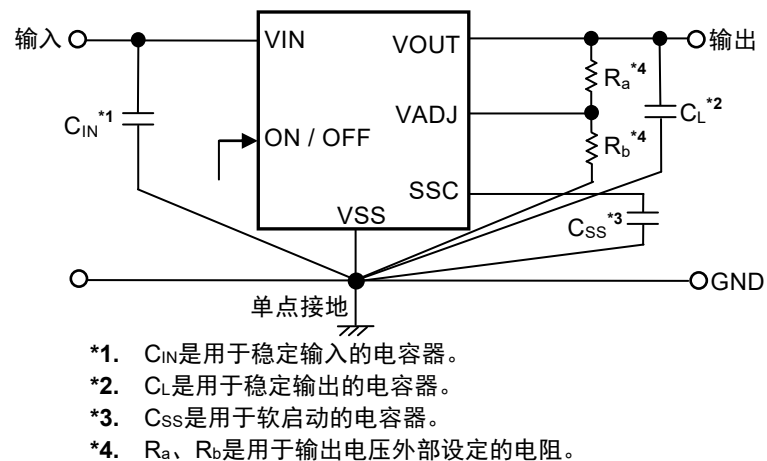 输入 VIN VOUT 输出
Ra*4
CIN*1 VADJ CL*2
ON / OFF Rb*4
SSC
VSS CSS*3
GND
单点接地
*1. CIN是用于稳定输入的电容器。
*2. CL是用于稳定输出的电容器。
*3. CSS是用于软启动的电容器。
*4. Ra、Rb是用于输出电压外部设定的电阻。